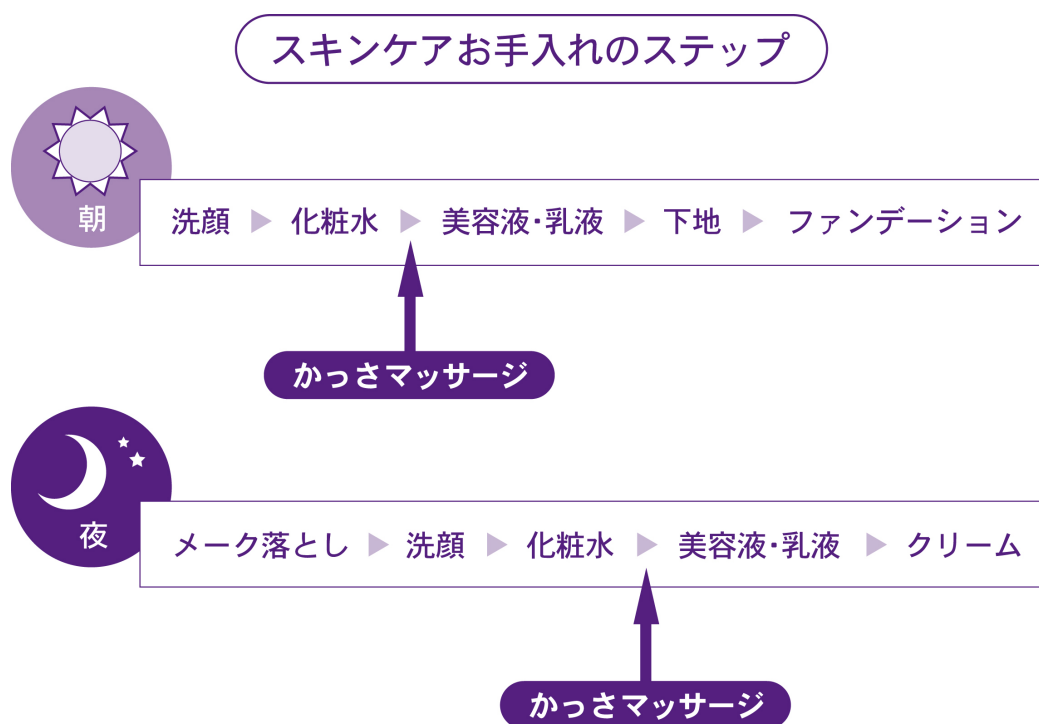 スキンケアお手入れのステップ
朝
洗顔 ▶ 化粧水 ▶ 美容液・乳液 ▶ 下地 ▶ ファンデーション
かっさマッサージ
夜
メーク落とし ▶ 洗顔 ▶ 化粧水 ▶ 美容液・乳液 ▶ クリーム
かっさマッサージ